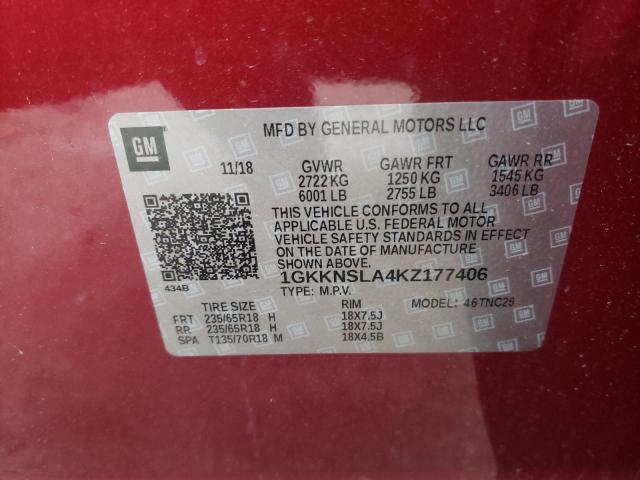 GM
MFD BY GENERAL MOTORS LLC
11/18 GVWR GAWR FRT GAWR RR
2722 KG 1250 KG 1545 KG
6001 LB 2755 LB 3406 LB
THIS VEHICLE CONFORMS TO ALL
APPLICABLE U.S. FEDERAL MOTOR
VEHICLE SAFETY STANDARDS IN EFFECT
ON THE DATE OF MANUFACTURE
SHOWN ABOVE.
434B
1GKKNSLA4KZ177406
TYPE: M.P.V. MODEL: 46TNC26
TIRE SIZE RIM
FRT 235/65R18 H 18X7.5J
RR 235/65R18 H 18X7.5J
SPA T135/70R18 M 18X4.5B